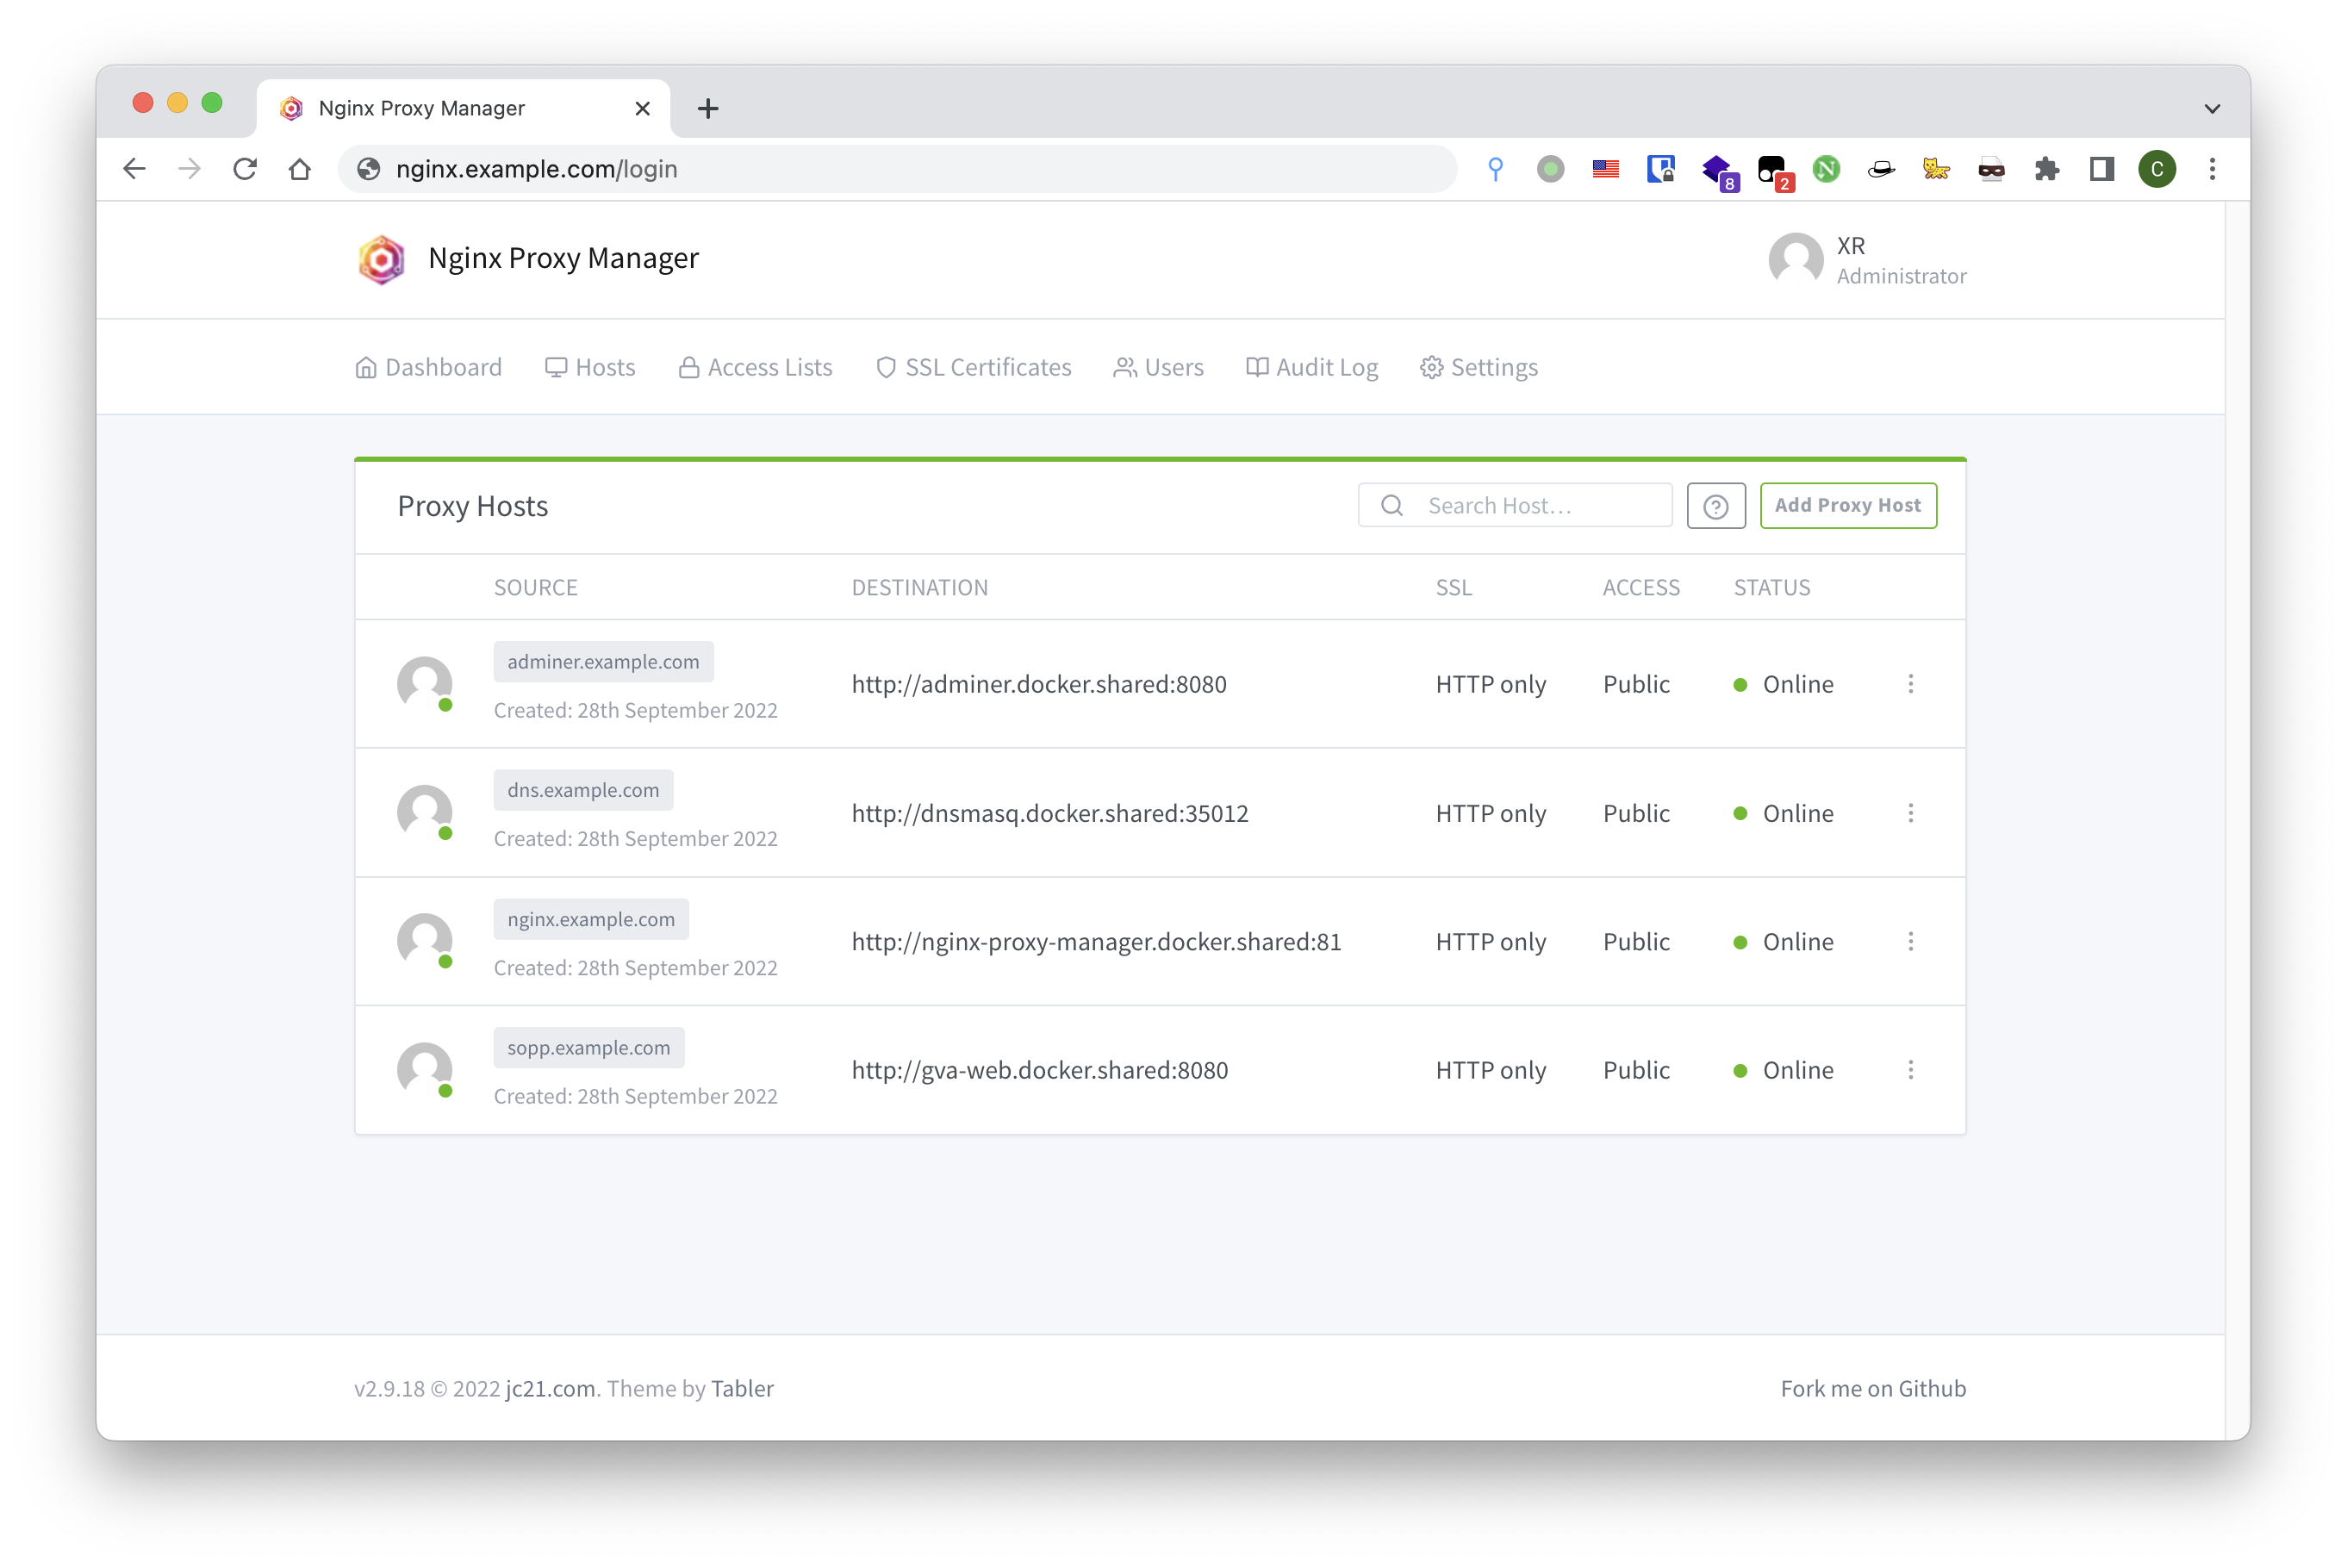 Nginx Proxy Manager
nginx.example.com/login
8
2
N
C
Nginx Proxy Manager
XR
Administrator
Dashboard Hosts Access Lists SSL Certificates Users Audit Log Settings
Proxy Hosts Search Host… Add Proxy Host
SOURCE DESTINATION SSL ACCESS STATUS
adminer.example.com
Created: 28th September 2022
http://adminer.docker.shared:8080 HTTP only Public Online
dns.example.com
Created: 28th September 2022
http://dnsmasq.docker.shared:35012 HTTP only Public Online
nginx.example.com
Created: 28th September 2022
http://nginx-proxy-manager.docker.shared:81 HTTP only Public Online
sopp.example.com
Created: 28th September 2022
http://gva-web.docker.shared:8080 HTTP only Public Online
v2.9.18 © 2022 jc21.com. Theme by Tabler Fork me on Github